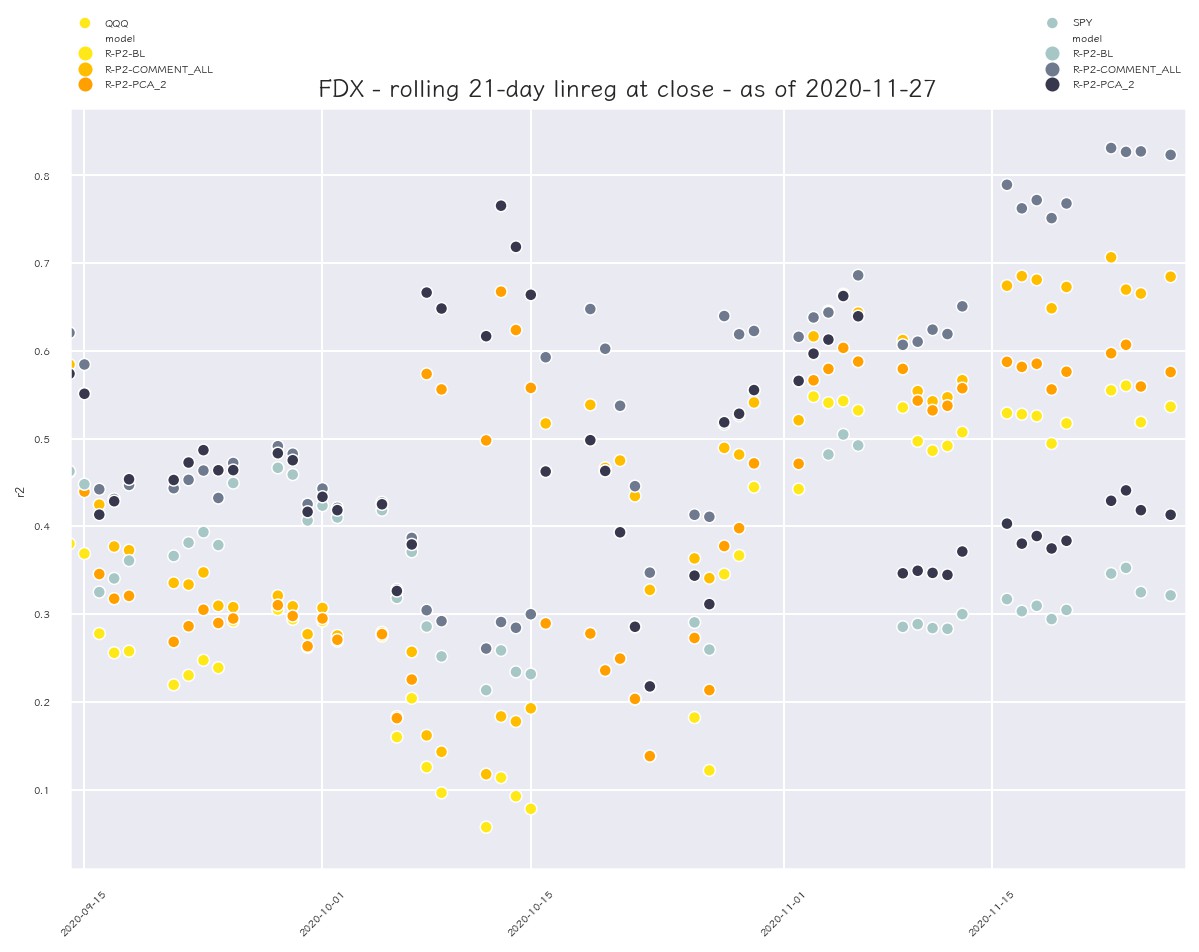 QQQ
model
R-P2-BL
R-P2-COMMENT_ALL
R-P2-PCA_2
SPY
model
R-P2-BL
R-P2-COMMENT_ALL
R-P2-PCA_2
FDX - rolling 21-day linreg at close - as of 2020-11-27
r2
0.8
0.7
0.6
0.5
0.4
0.3
0.2
0.1
2020-09-15
2020-10-01
2020-10-15
2020-11-01
2020-11-15